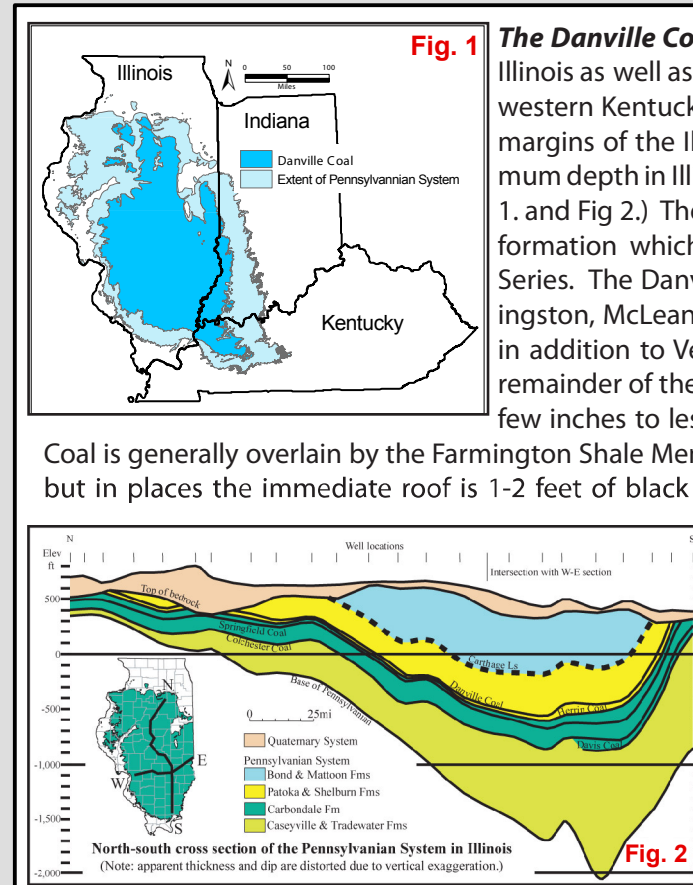 Fig. 1
Illinois
N
0 50 100
Miles
Indiana
Danville Coal
Extent of Pennsylvannian System
Kentucky
The Danville Co
Illinois as well as
western Kentuck
margins of the Il
mum depth in Ill
1. and Fig 2.) The
formation which
Series. The Danv
ingston, McLean
in addition to Ve
remainder of the
few inches to les
Coal is generally overlain by the Farmington Shale Mer
but in places the immediate roof is 1-2 feet of black
N
S
Elev
ft
Well locations
Intersection with W-E section
500
0
-500
-1,000
-1,500
-2,000
Top of bedrock
Springfield Coal
Colchester Coal
Base of Pennsylvanian
Carthage Ls
Danville Coal
Herrin Coal
Davis Coal
N
E
W
S
0 25mi
Quaternary System
Pennsylvanian System
Bond & Mattoon Fms
Patoka & Shelburn Fms
Carbondale Fm
Caseyville & Tradewater Fms
North-south cross section of the Pennsylvanian System in Illinois
(Note: apparent thickness and dip are distorted due to vertical exaggeration.)
Fig. 2